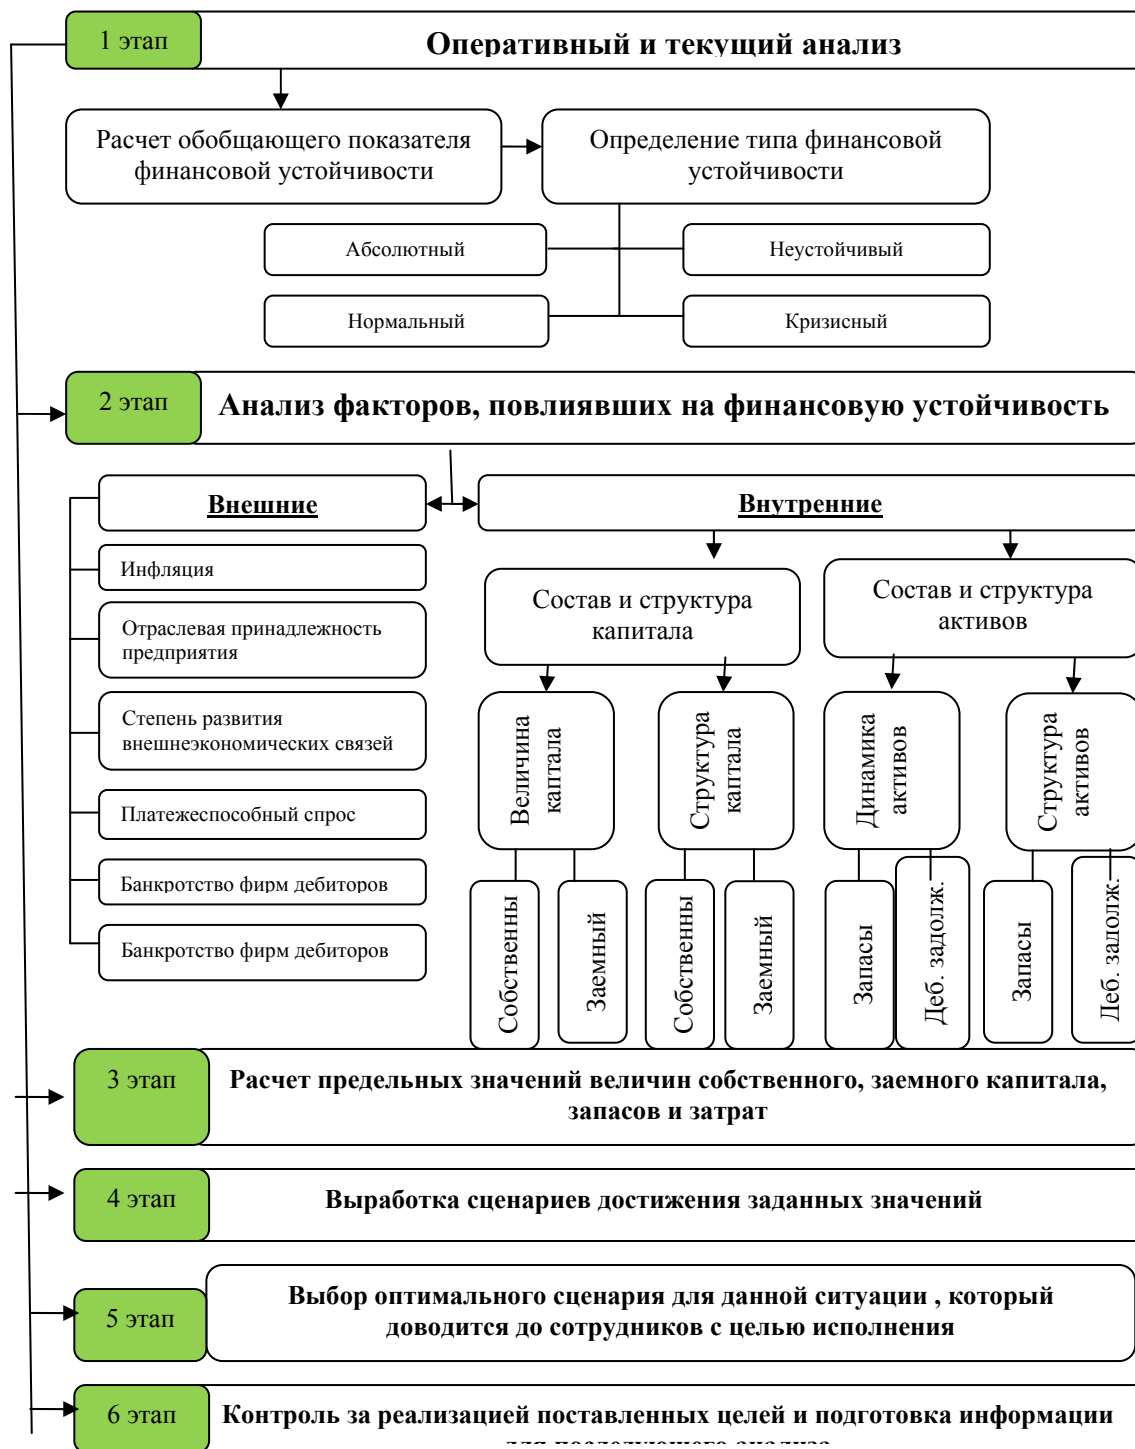 1 этап
Оперативный и текущий анализ
Расчет обобщающего показателя
финансовой устойчивости
Определение типа финансовой
устойчивости
Абсолютный
Неустойчивый
Нормальный
Кризисный
2 этап
Анализ факторов, повлиявших на финансовую устойчивость
Внешние
Внутренние
Инфляция
Отраслевая принадлежность
предприятия
Степень развития
внешнеэкономических связей
Платежеспособный спрос
Банкротство фирм дебиторов
Банкротство фирм дебиторов
Состав и структура
капитала
Состав и структура
активов
Величина
каптала
Структура
каптала
Динамика
активов
Структура
активов
Собственны
Заемный
Собственны
Заемный
Запасы
Деб. задолж.
Запасы
Деб. задолж.
3 этап
Расчет предельных значений величин собственного, заемного капитала,
запасов и затрат
4 этап
Выработка сценариев достижения заданных значений
5 этап
Выбор оптимального сценария для данной ситуации , который
доводится до сотрудников с целью исполнения
6 этап
Контроль за реализацией поставленных целей и подготовка информации
для последующего анализа